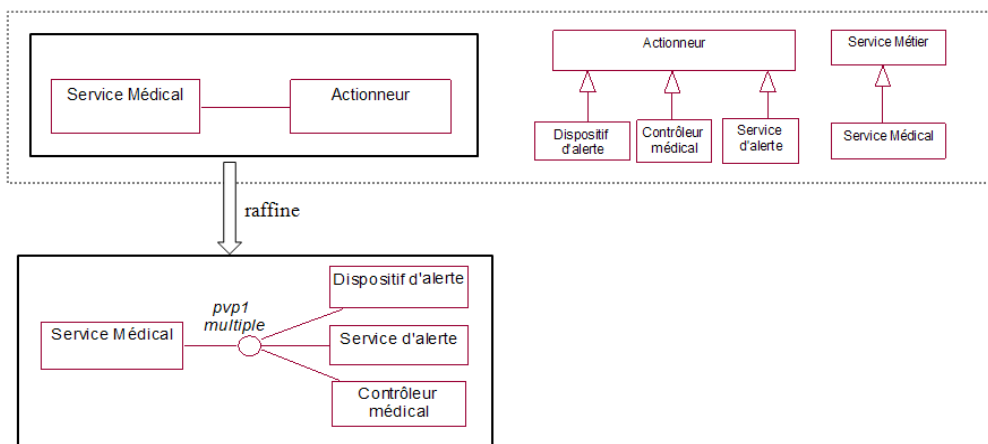 Service Médical
Actionneur
Actionneur
Service Métier
Dispositif
d'alerte
Contrôleur
médical
Service
d'alerte
Service Médical
raffine
Dispositif d'alerte
pvp1
multiple
Service Médical
Service d'alerte
Contrôleur
médical